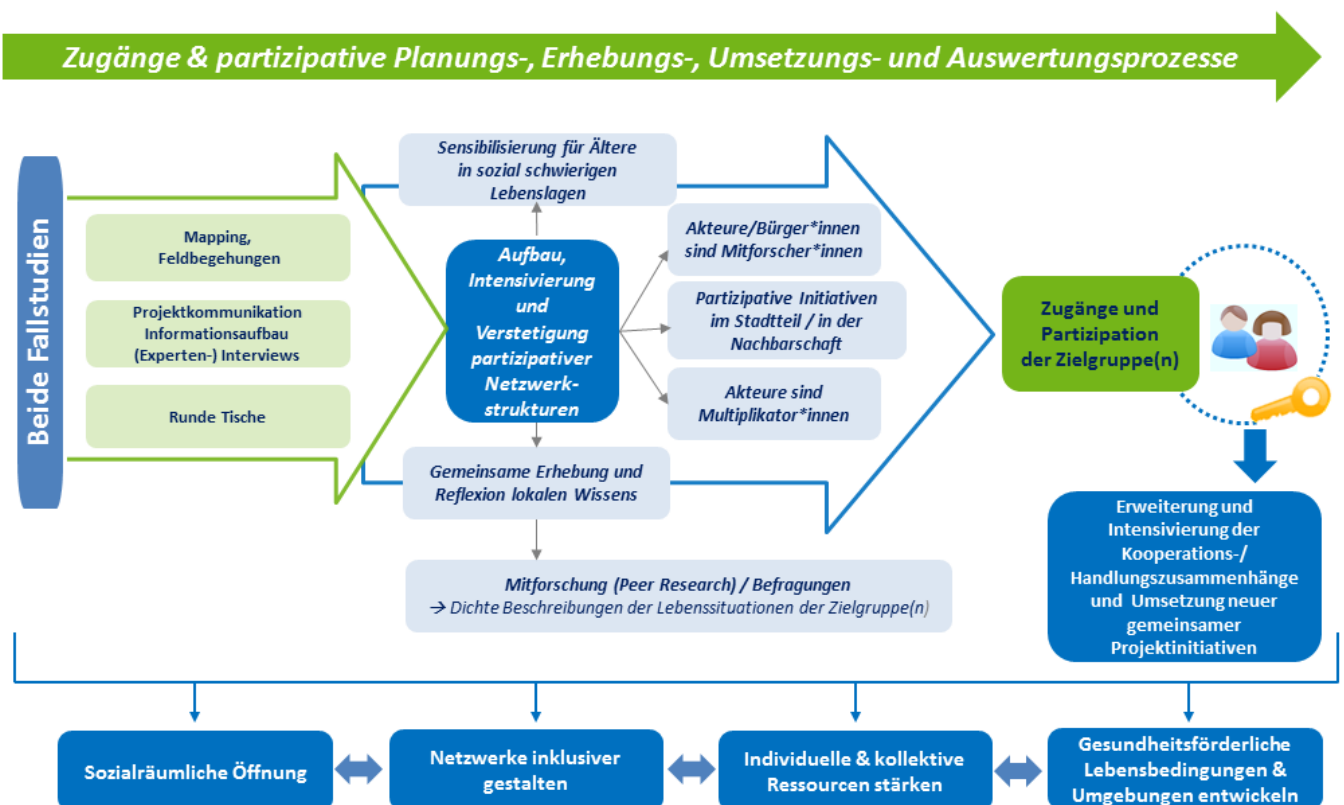 Zugänge & partizipative Planungs-, Erhebungs-, Umsetzungs- und Auswertungsprozesse
Beide Fallstudien
Mapping,
Feldbegehungen
Projektkommunikation
Informationsaufbau
(Experten-) Interviews
Runde Tische
Sensibilisierung für Ältere
in sozial schwierigen
Lebenslagen
Aufbau,
Intensivierung
und
Verstetigung
partizipativer
Netzwerk-
strukturen
Akteure/Bürger*innen
sind Mitforscher*innen
Partizipative Initiativen
im Stadtteil / in der
Nachbarschaft
Akteure sind
Multiplikator*innen
Gemeinsame Erhebung und
Reflexion lokalen Wissens
Mitforschung (Peer Research) / Befragungen
→ Dichte Beschreibungen der Lebenssituationen der Zielgruppe(n)
Zugänge und
Partizipation
der Zielgruppe(n)
Erweiterung und
Intensivierung der
Kooperations-/
Handlungszusammenhänge
und Umsetzung neuer
gemeinsamer
Projektinitiativen
Sozialräumliche Öffnung
Netzwerke inklusiver
gestalten
Individuelle & kollektive
Ressourcen stärken
Gesundheitsförderliche
Lebensbedingungen &
Umgebungen entwickeln